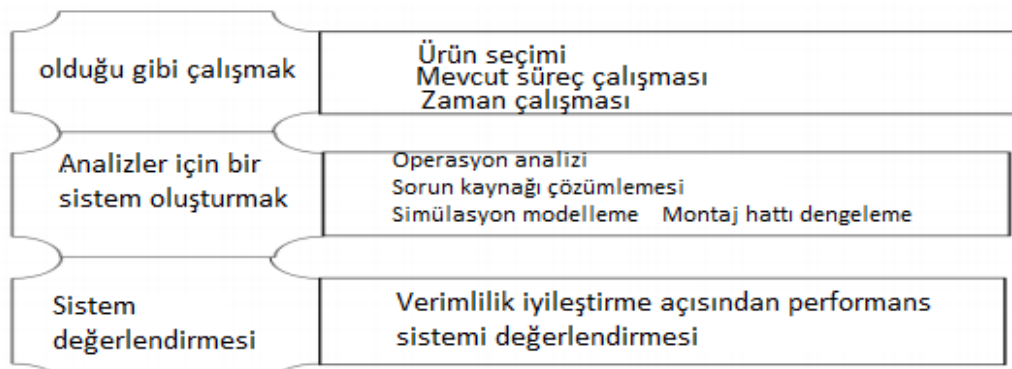 olduğu gibi çalışmak
Ürün seçimi
Mevcut süreç çalışması
Zaman çalışması
Analizler için bir
sistem oluşturmak
Operasyon analizi
Sorun kaynağı çözümlemesi
Simülasyon modelleme Montaj hattı dengeleme
Sistem
değerlendirmesi
Verimlilik iyileştirme açısından performans
sistemi değerlendirmesi